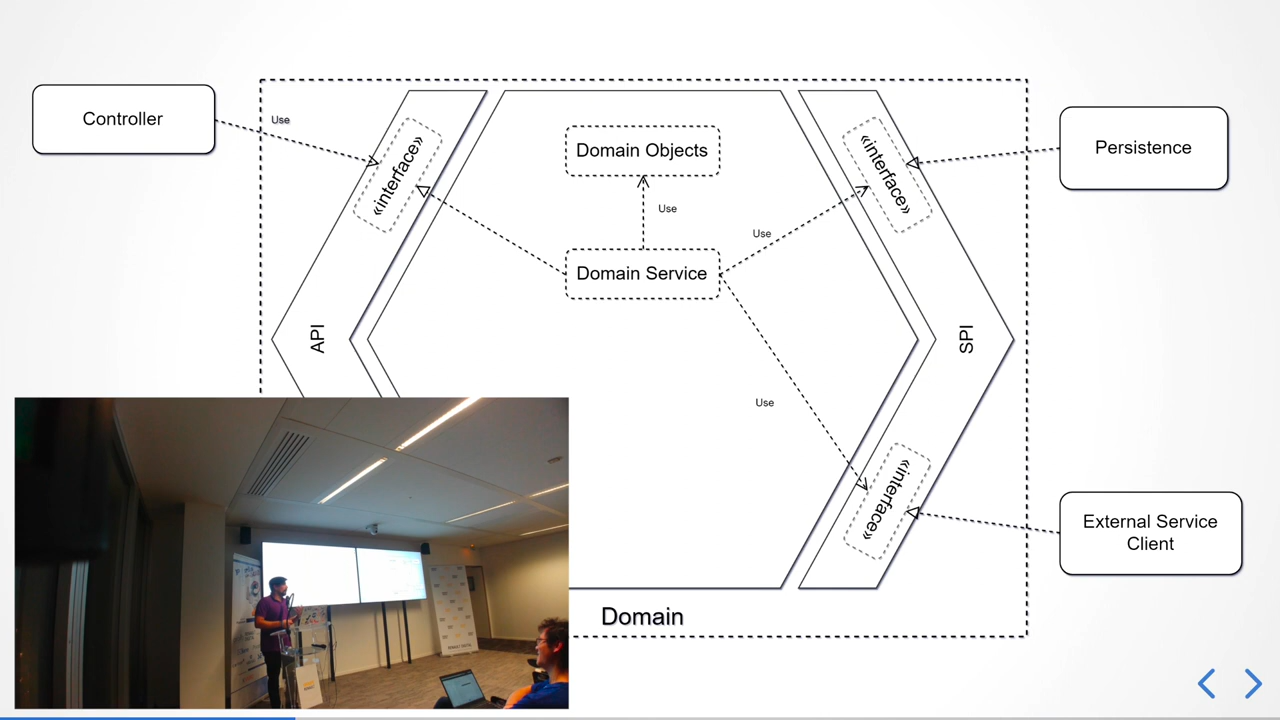 Controller
Use
«interface»
Domain Objects
«interface»
Persistence
Use
Use
Domain Service
API
SPI
Use
«interface»
External Service
Client
Domain